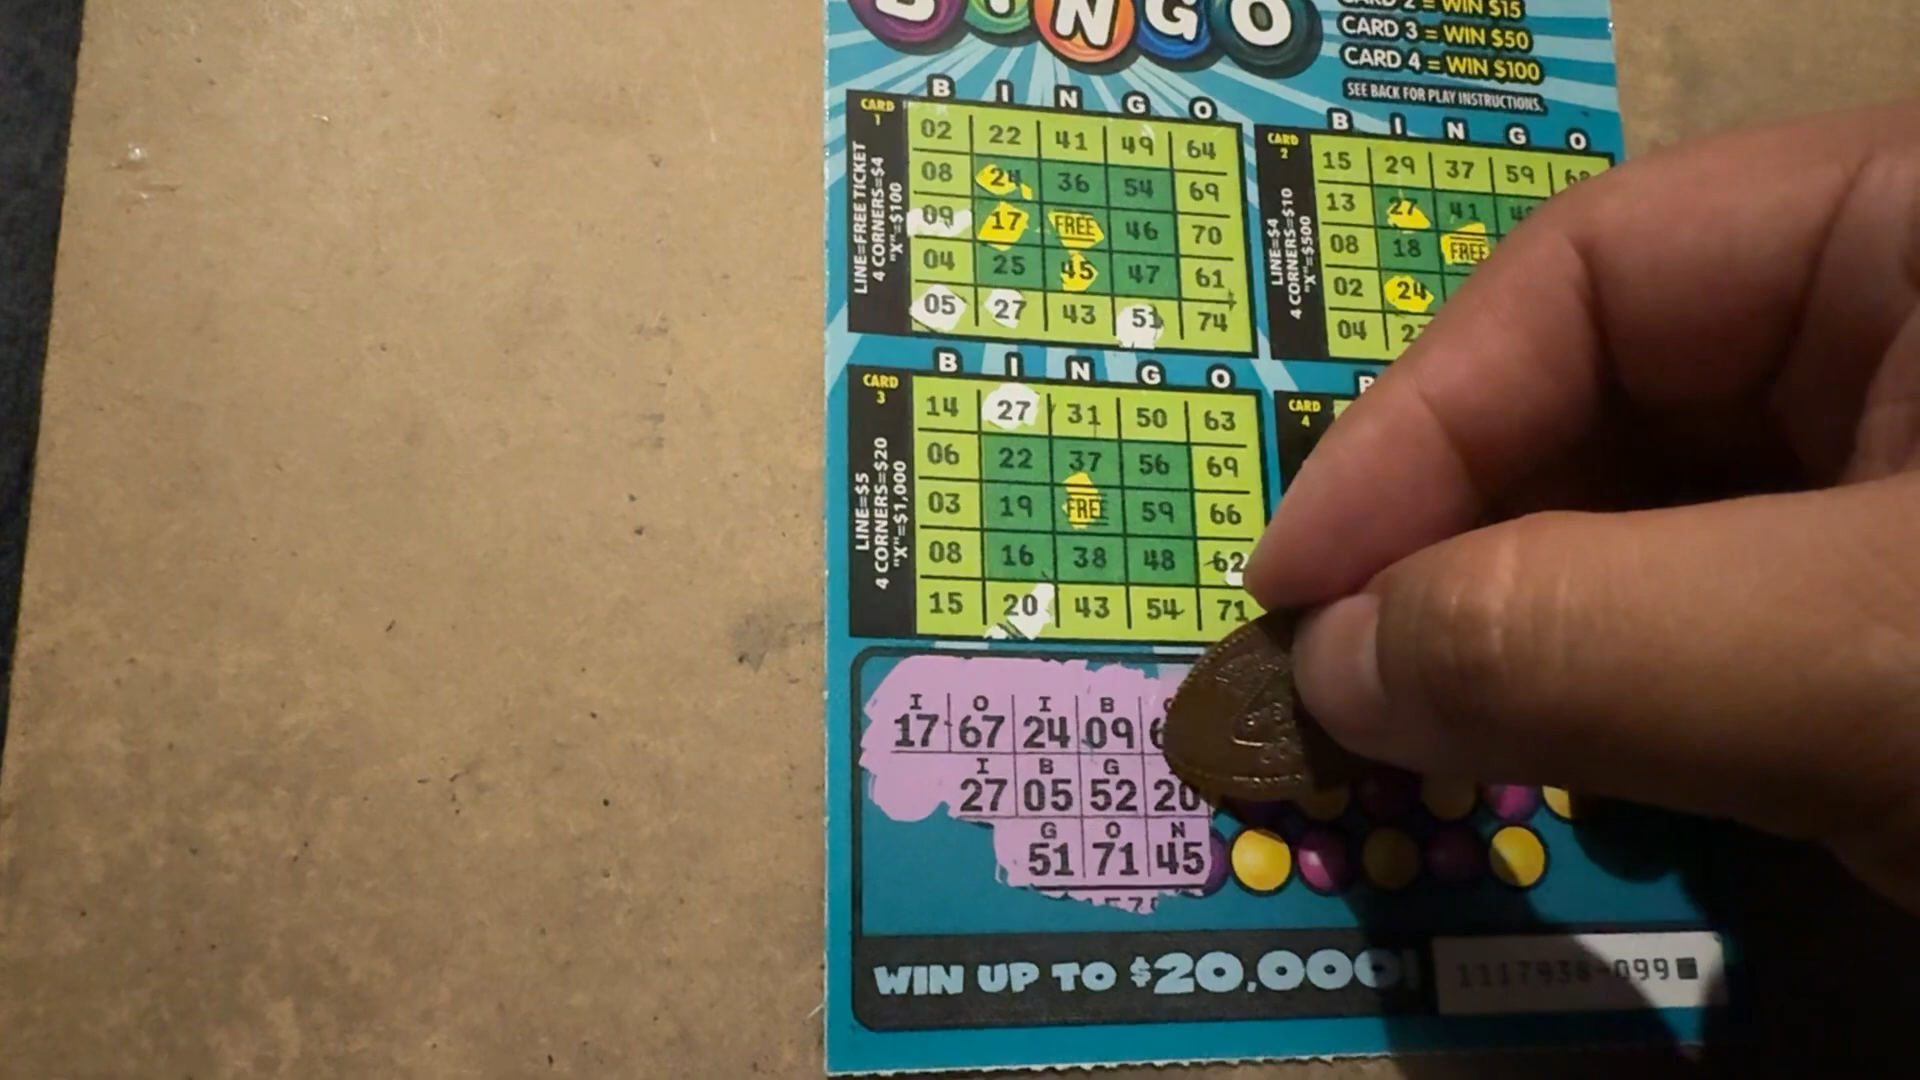 BINGO
CARD 2 = WIN $15
CARD 3 = WIN $50
CARD 4 = WIN $100
SEE BACK FOR PLAY INSTRUCTIONS.
CARD 1
LINE=FREE TICKET
4 CORNERS=$4
"X"=$100
B I N G O
02 22 41 49 64
08 24 36 54 69
09 17 FREE 46 70
04 25 45 47 61
05 27 43 51 74
CARD 2
LINE=$4
4 CORNERS=$10
"X"=$500
B I N G O
15 29 37 59
13 27 41
08 18 FREE
02 24
04
CARD 3
LINE=$5
4 CORNERS=$20
"X"=$1,000
B I N G O
14 27 31 50 63
06 22 37 56 69
03 19 FREE 59 66
08 16 38 48 62
15 20 43 54 71
CARD 4
I O I B
17 67 24 09
I B G
27 05 52 20
G O N
51 71 45
WIN UP TO $20,000!
1117938-099